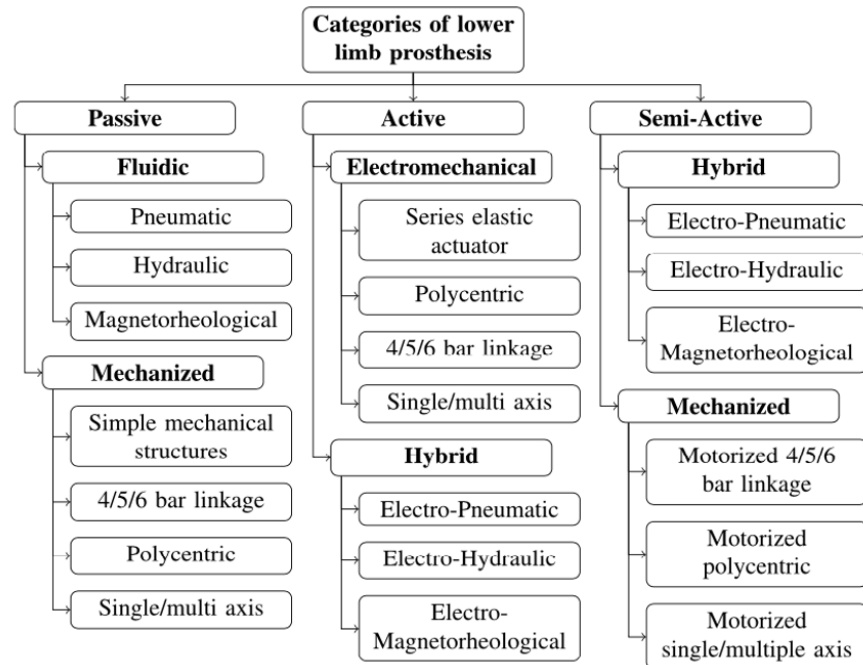 Categories of lower
limb prosthesis
Passive
Fluidic
Pneumatic
Hydraulic
Magnetorheological
Mechanized
Simple mechanical
structures
4/5/6 bar linkage
Polycentric
Single/multi axis
Active
Electromechanical
Series elastic
actuator
Polycentric
4/5/6 bar linkage
Single/multi axis
Hybrid
Electro-Pneumatic
Electro-Hydraulic
Electro-
Magnetorheological
Semi-Active
Hybrid
Electro-Pneumatic
Electro-Hydraulic
Electro-
Magnetorheological
Mechanized
Motorized 4/5/6
bar linkage
Motorized
polycentric
Motorized
single/multiple axis